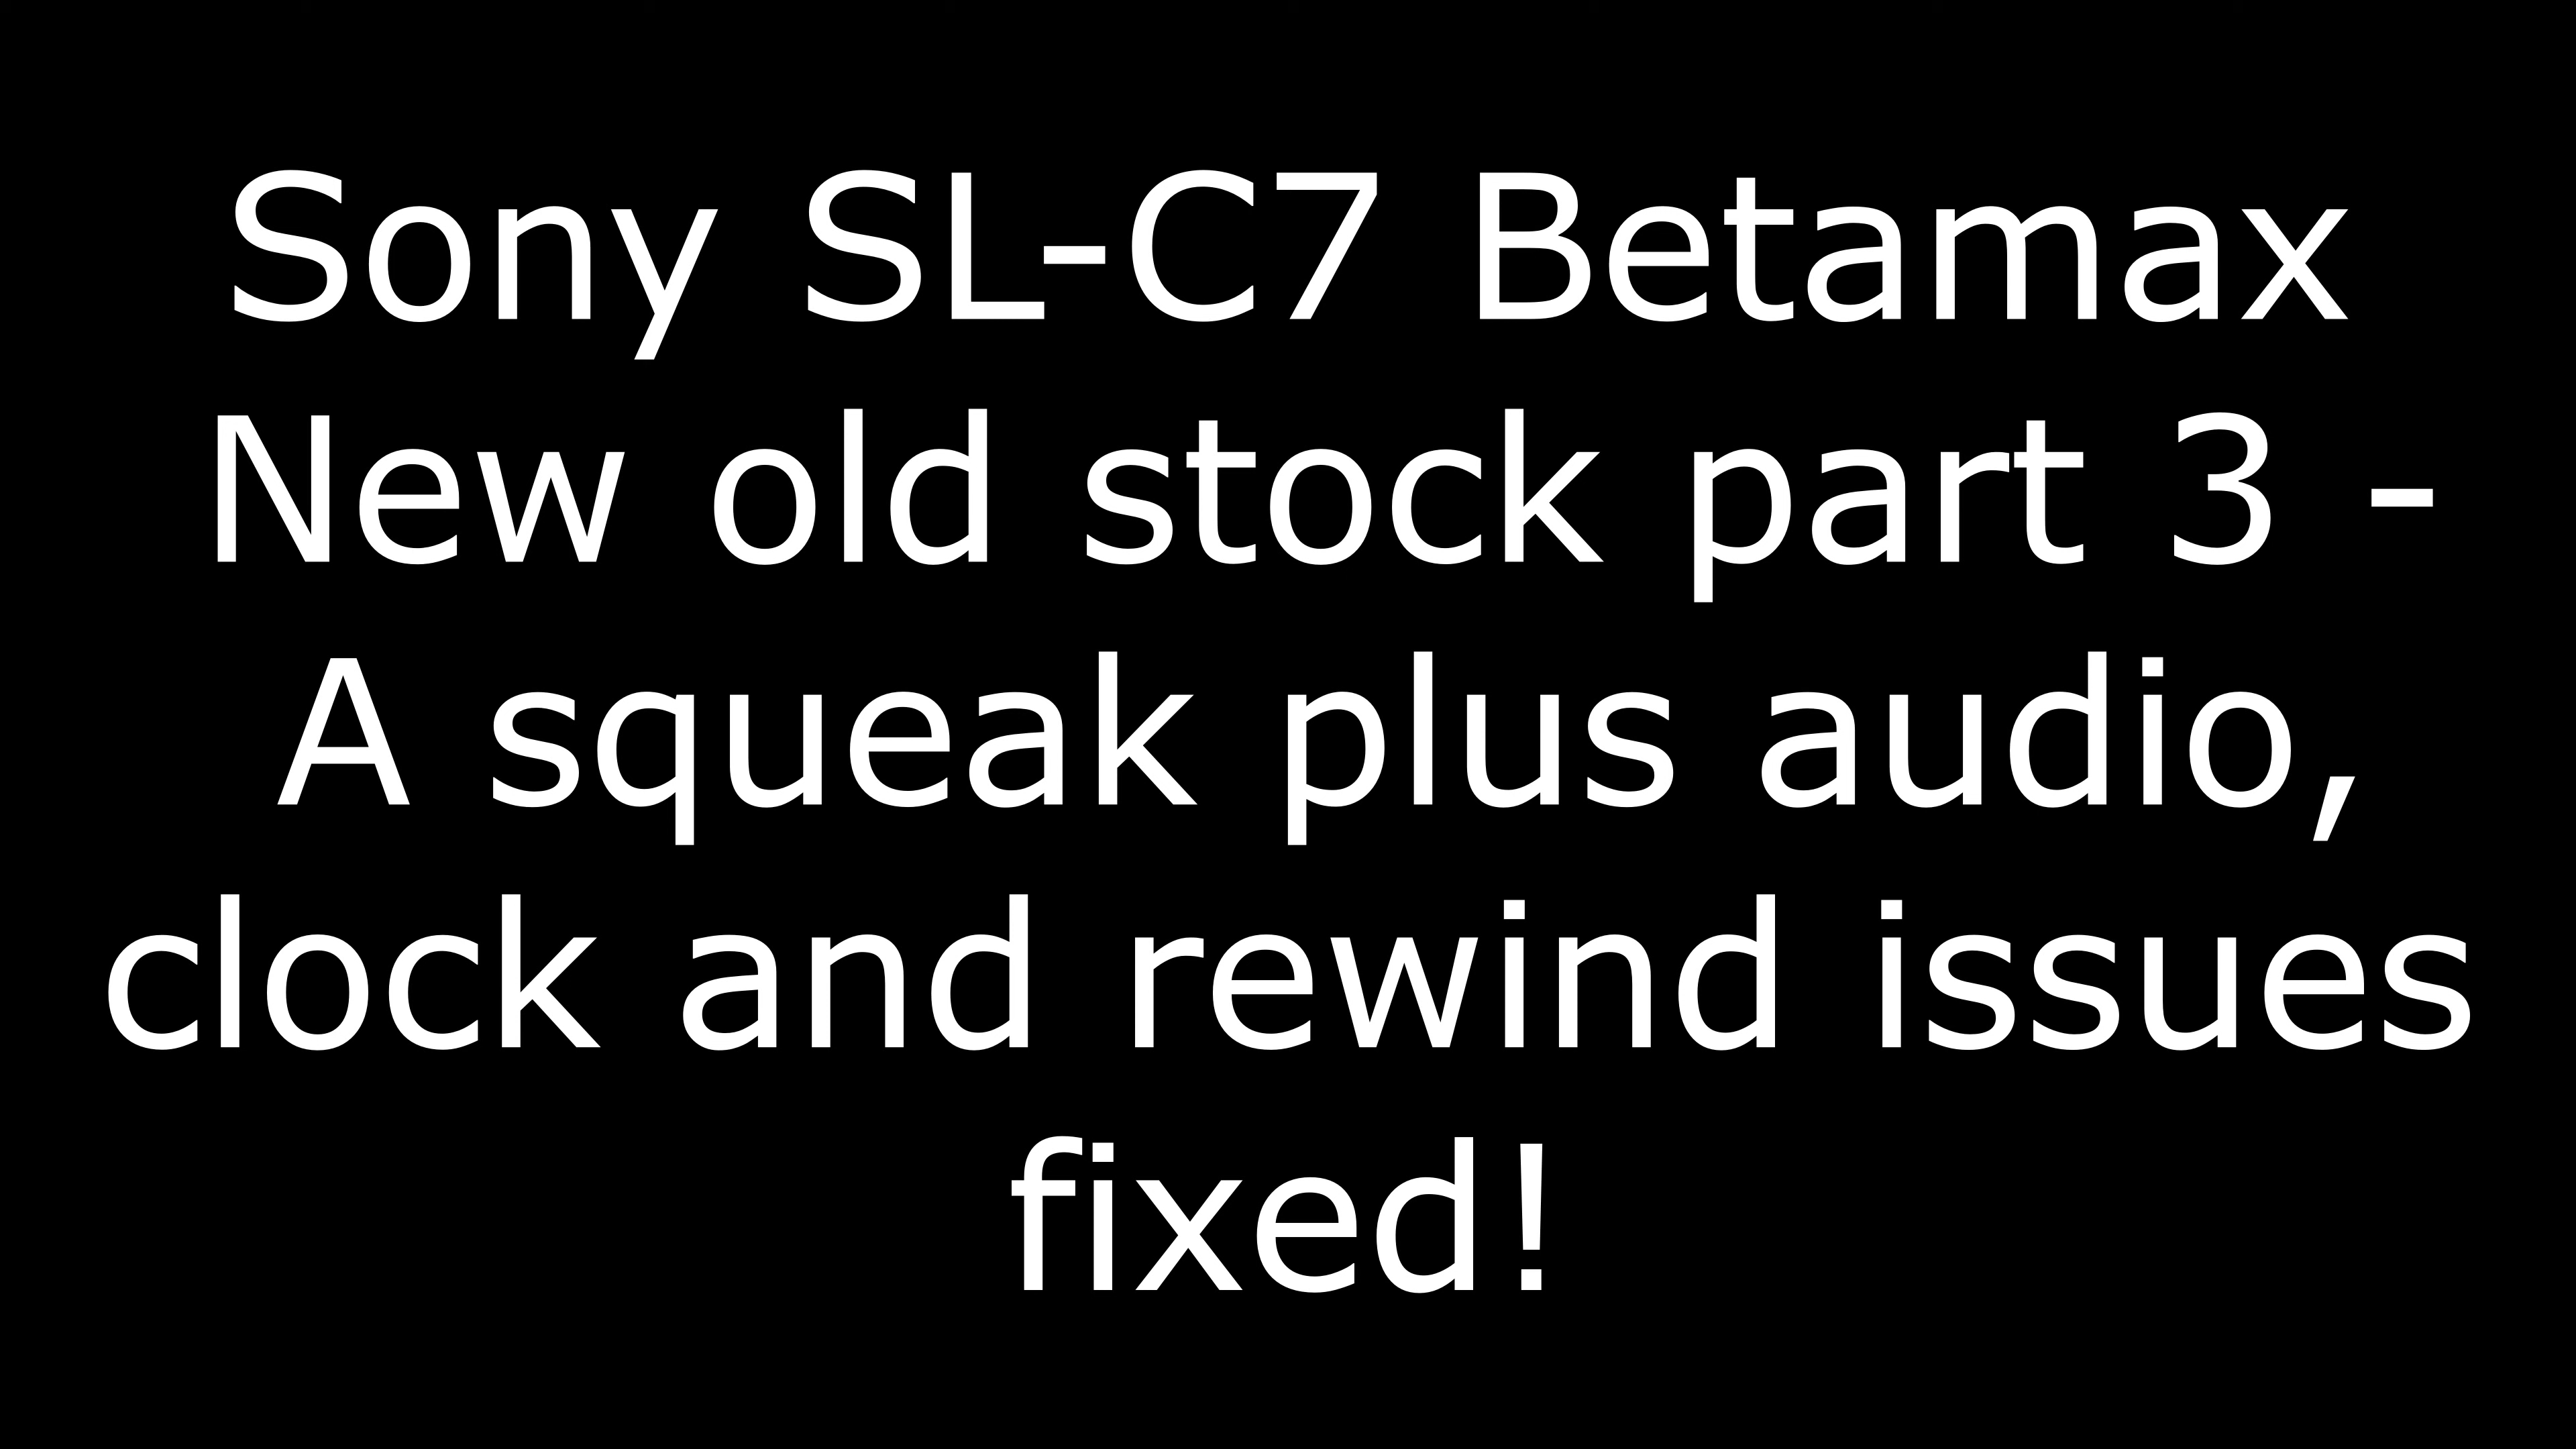 Sony SL-C7 Betamax
New old stock part 3 -
A squeak plus audio,
clock and rewind issues
fixed!